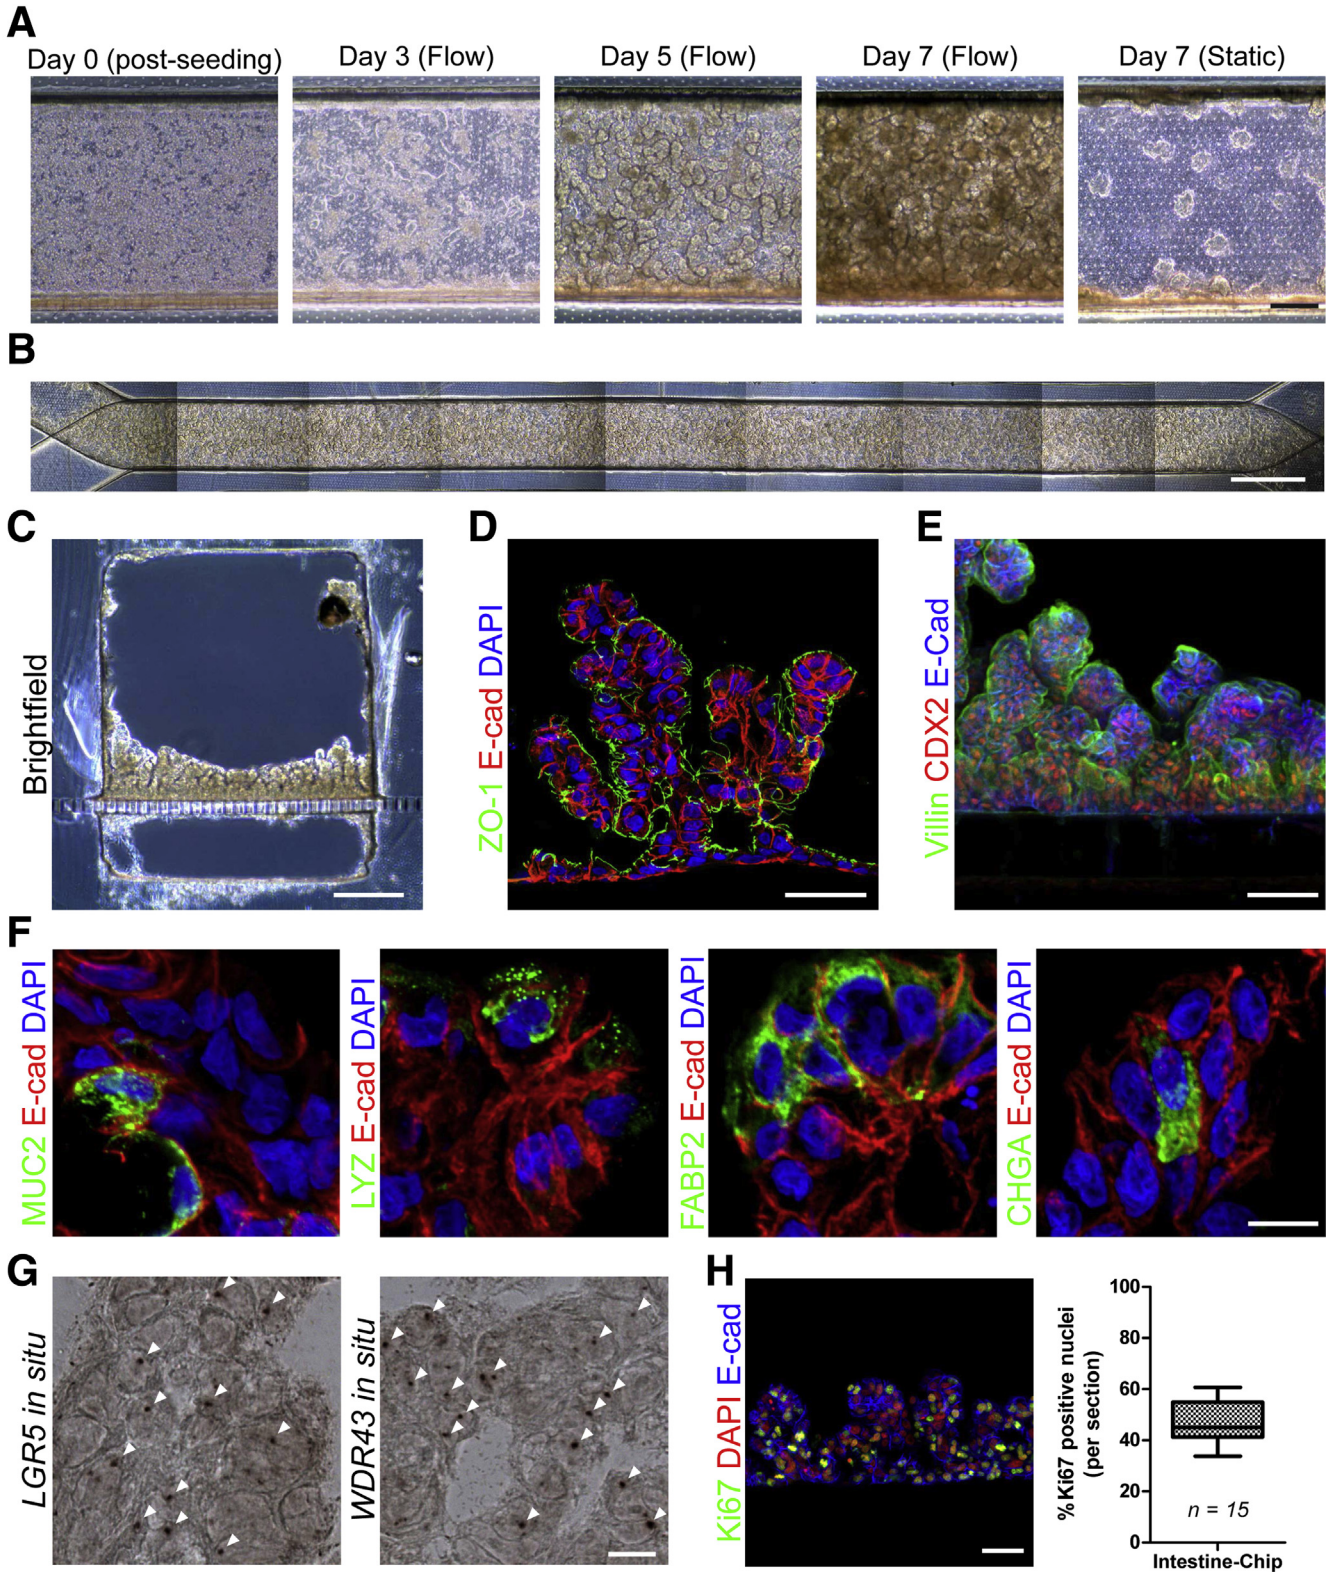 A
Day 0 (post-seeding)
Day 3 (Flow)
Day 5 (Flow)
Day 7 (Flow)
Day 7 (Static)
B
C
Brightfield
D
ZO-1 E-cad DAPI
E
Villin CDX2 E-Cad
F
MUC2 E-cad DAPI
LYZ E-cad DAPI
FABP2 E-cad DAPI
CHGA E-cad DAPI
G
LGR5 in situ
WDR43 in situ
H
Ki67 DAPI E-cad
%Ki67 positive nuclei
(per section)
100
80
60
40
20
0
n = 15
Intestine-Chip